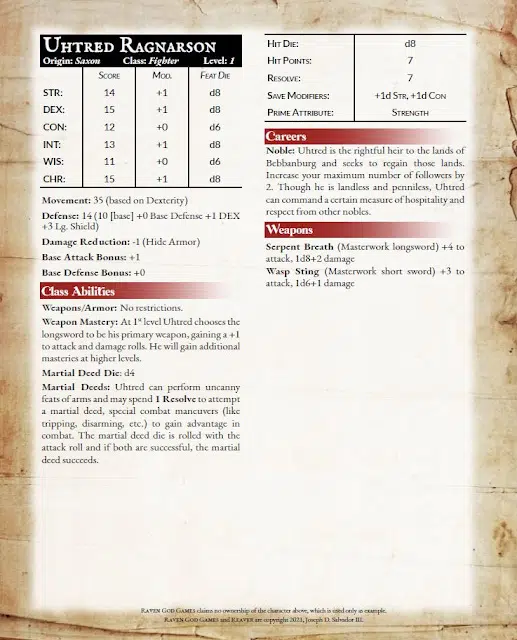 Uhtred Ragnarson
Origin: Saxon Class: Fighter Level: 1
Score Mod. Feat Die
STR: 14 +1 d8
DEX: 15 +1 d8
CON: 12 +0 d6
INT: 13 +1 d8
WIS: 11 +0 d6
CHR: 15 +1 d8
Movement: 35 (based on Dexterity)
Defense: 14 (10 [base] +0 Base Defense +1 DEX
+3 Lg. Shield)
Damage Reduction: -1 (Hide Armor)
Base Attack Bonus: +1
Base Defense Bonus: +0
Class Abilities
Weapons/Armor: No restrictions.
Weapon Mastery: At 1st level Uhtred chooses the
longsword to be his primary weapon, gaining a +1
to attack and damage rolls. He will gain additional
masteries at higher levels.
Martial Deed Die: d4
Martial Deeds: Uhtred can perform uncanny
feats of arms and may spend 1 Resolve to attempt
a martial deed, special combat maneuvers (like
tripping, disarming, etc.) to gain advantage in
combat. The martial deed die is rolled with the
attack roll and if both are successful, the martial
deed succeeds.
Hit Die: d8
Hit Points: 7
Resolve: 7
Save Modifiers: +1d Str, +1d Con
Prime Attribute: Strength
Careers
Noble: Uhtred is the rightful heir to the lands of
Bebbanburg and seeks to regain those lands.
Increase your maximum number of followers by
2. Though he is landless and penniless, Uhtred
can command a certain measure of hospitality and
respect from other nobles.
Weapons
Serpent Breath (Masterwork longsword) +4 to
attack, 1d8+2 damage
Wasp Sting (Masterwork short sword) +3 to
attack, 1d6+1 damage
Raven God Games claims no ownership of the character above, which is used only as example.
Raven God Games and Reaver are copyright 2023, Joseph D. Salvador III.